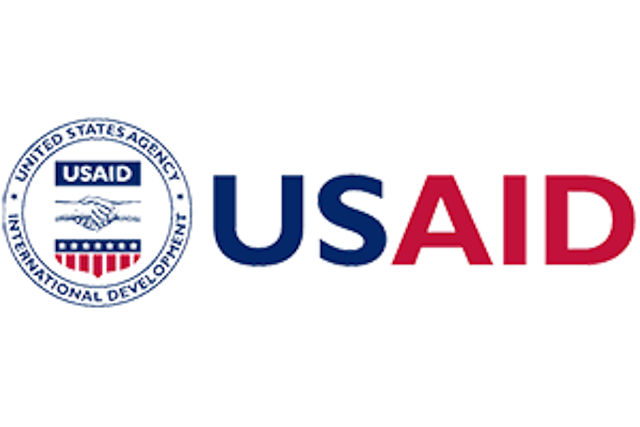 UNITED STATES AGENCY
USAID
INTERNATIONAL DEVELOPMENT
USAID